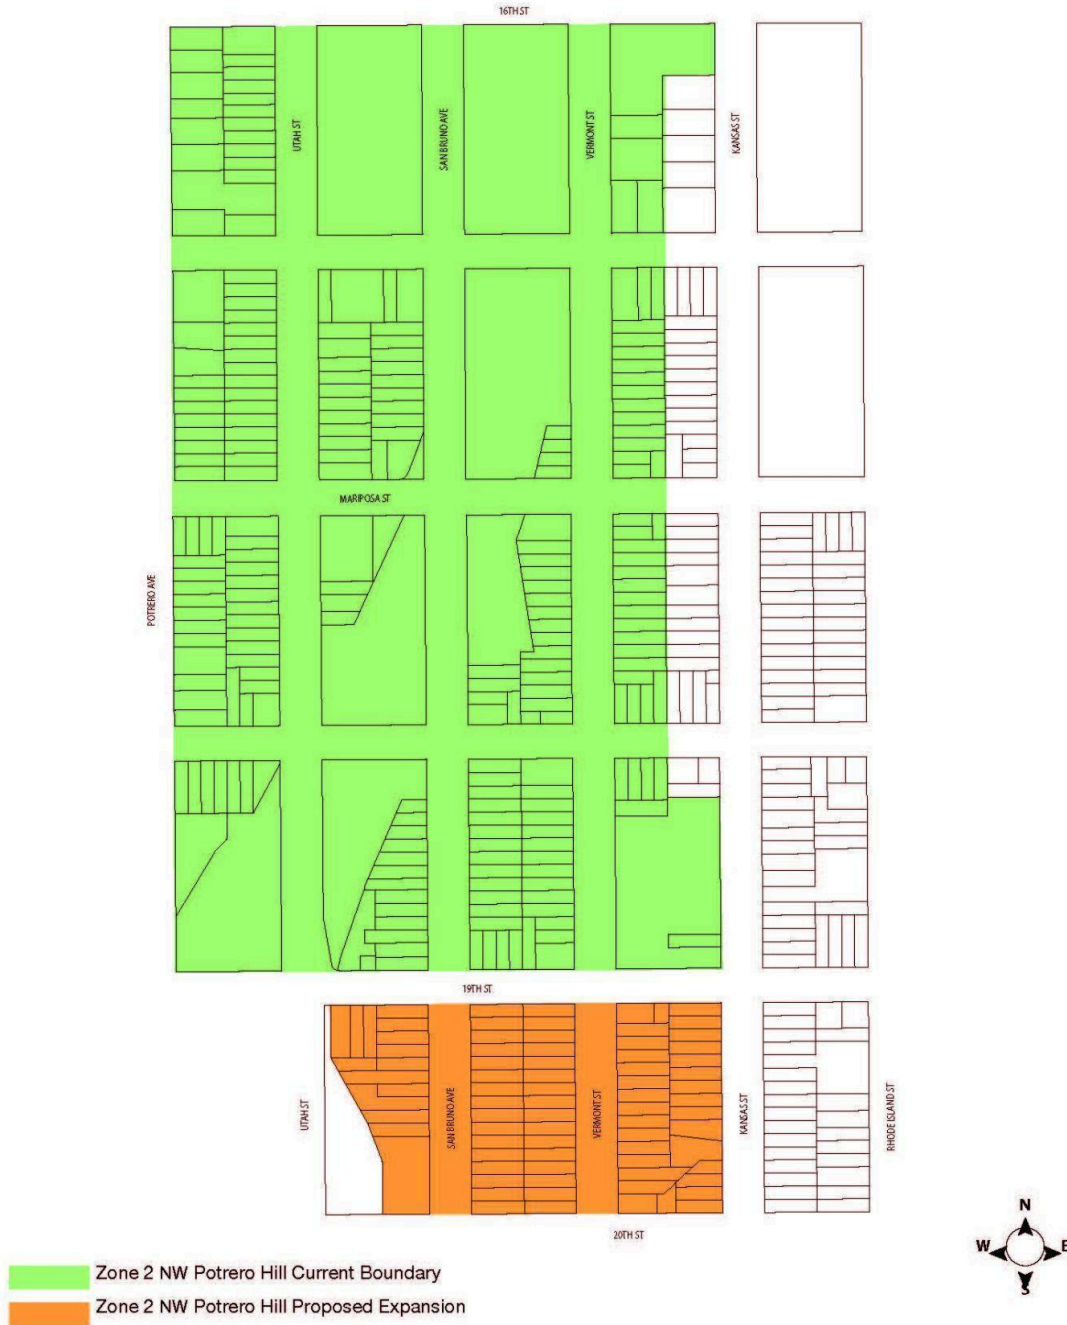 16TH ST
UTAH ST
SAN BRUNO AVE
VERMONT ST
KANSAS ST
MARIPOSA ST
POTRERO AVE
19TH ST
UTAH ST
SAN BRUNO AVE
VERMONT ST
KANSAS ST
RHODE ISLAND ST
20TH ST
N
W
E
S
Zone 2 NW Potrero Hill Current Boundary
Zone 2 NW Potrero Hill Proposed Expansion